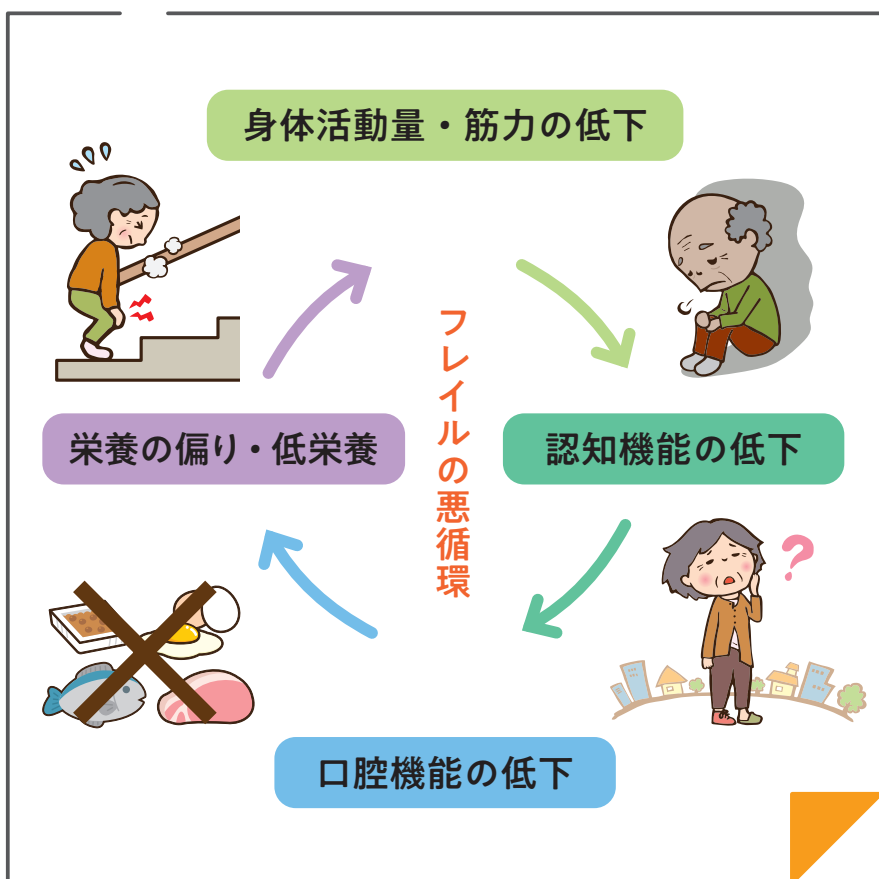 身体活動量・筋力の低下
フレイルの悪循環
栄養の偏り・低栄養
認知機能の低下
?
口腔機能の低下